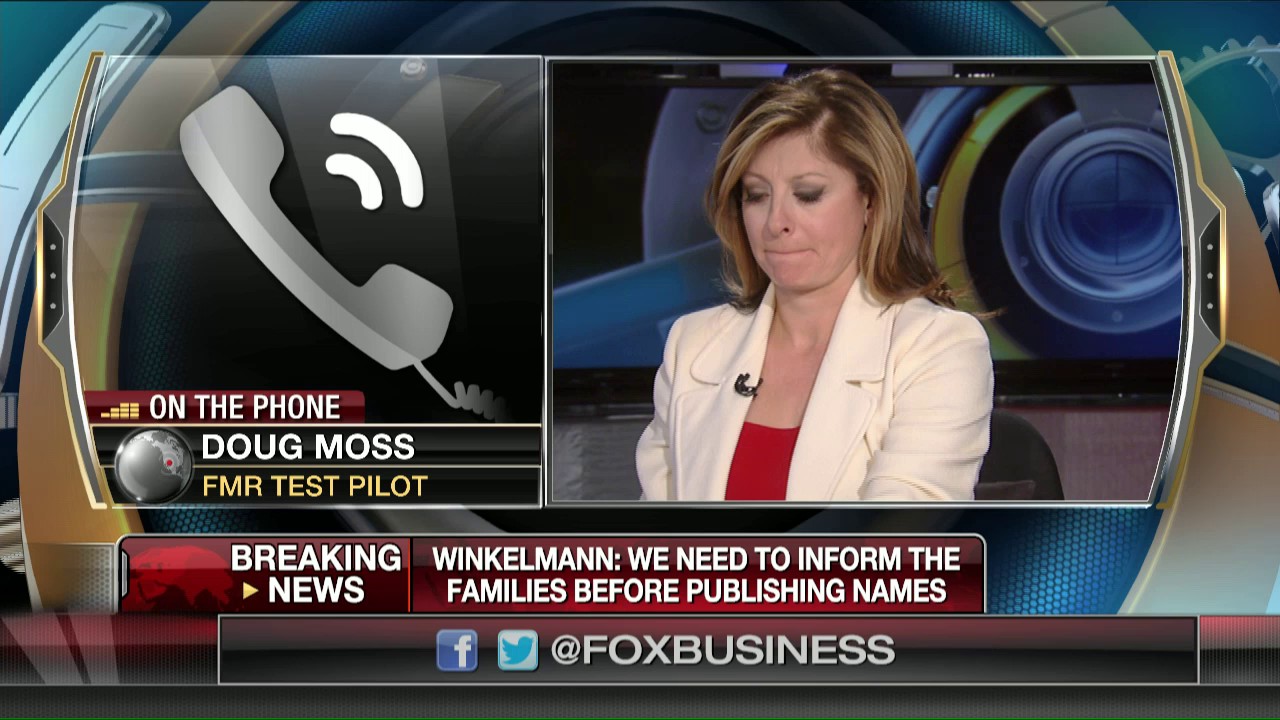 ON THE PHONE
DOUG MOSS
FMR TEST PILOT
BREAKING
NEWS
WINKELMANN: WE NEED TO INFORM THE
FAMILIES BEFORE PUBLISHING NAMES
f @FOXBUSINESS